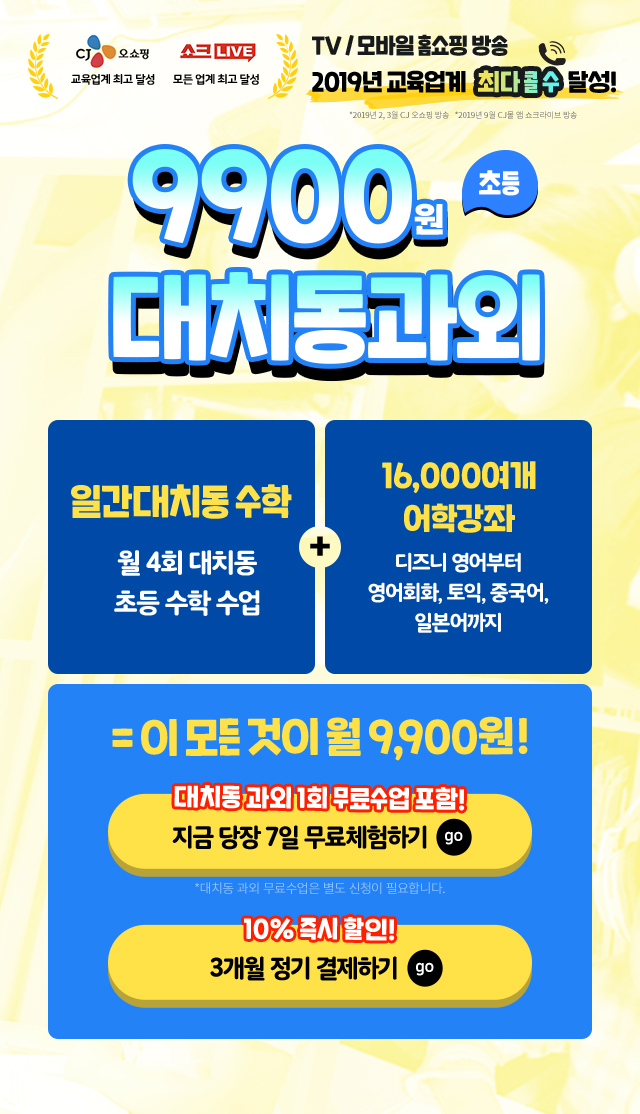 CJ 오쇼핑
교육업계 최고 달성
쇼크 LIVE
모든 업계 최고 달성
TV / 모바일 홈쇼핑 방송
2019년 교육업계 최다콜수 달성!
*2019년 2, 3월 CJ 오쇼핑 방송 *2019년 9월 CJ몰 앱 쇼크라이브 방송
9900원
초등
대치동과외
일간대치동 수학
월 4회 대치동
초등 수학 수업
+
16,000여개
어학강좌
디즈니 영어부터
영어회화, 토익, 중국어,
일본어까지
= 이 모든 것이 월 9,900원!
대치동 과외 1회 무료수업 포함!
지금 당장 7일 무료체험하기 go
*대치동 과외 무료수업은 별도 신청이 필요합니다.
10% 즉시 할인!
3개월 정기 결제하기 go